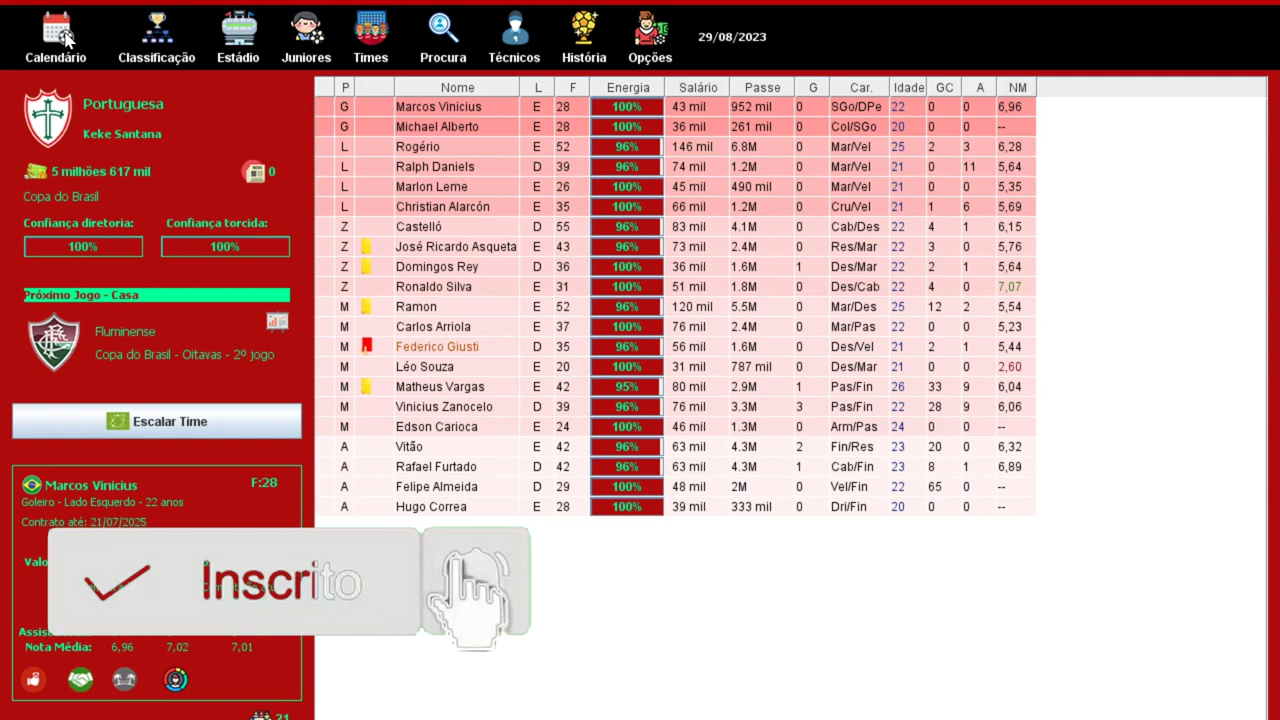 Calendário Classificação Estádio Juniores Times Procura Técnicos História Opções 29/08/2023
Portuguesa
Keke Santana
5 milhões 617 mil 0
Copa do Brasil
Confiança diretoria: Confiança torcida:
100% 100%
Próximo Jogo - Casa
Fluminense
Copa do Brasil - Oitavas - 2º jogo
Escalar Time
Marcos Vinicius F:28
Goleiro - Lado Esquerdo - 22 anos
Contrato até: 21/07/2025
Valo
Inscrito
Assis
Nota Média: 6,96 7,02 7,01
21
P Nome L F Energia Salário Passe G Car. Idade GC A NM
G Marcos Vinicius E 28 100% 43 mil 952 mil 0 SGo/DPe 22 0 0 6,96
G Michael Alberto E 28 100% 36 mil 261 mil 0 Col/SGo 20 0 0 --
L Rogério E 52 96% 146 mil 6.8M 0 Mar/Vel 25 2 3 6,28
L Ralph Daniels D 39 96% 74 mil 1.2M 0 Mar/Vel 21 0 11 5,64
L Marlon Leme E 26 100% 45 mil 490 mil 0 Mar/Vel 21 0 0 5,35
L Christian Alarcón E 35 100% 66 mil 1.2M 0 Cru/Vel 21 1 6 5,69
Z Castelló D 55 96% 83 mil 4.1M 0 Cab/Des 22 4 1 6,15
Z José Ricardo Asqueta E 43 96% 73 mil 2.4M 0 Res/Mar 22 3 0 5,76
Z Domingos Rey D 36 100% 36 mil 1.6M 1 Des/Mar 22 2 1 5,64
Z Ronaldo Silva E 31 100% 51 mil 1.8M 0 Des/Cab 22 4 0 7,07
M Ramon E 52 96% 120 mil 5.5M 0 Mar/Des 25 12 2 5,54
M Carlos Arriola E 37 100% 76 mil 2.4M 0 Mar/Pas 22 0 0 5,23
M Federico Giusti D 35 96% 56 mil 1.6M 0 Des/Vel 21 2 1 5,44
M Léo Souza E 20 100% 31 mil 787 mil 0 Des/Mar 21 0 0 2,60
M Matheus Vargas E 42 95% 80 mil 2.9M 1 Pas/Fin 26 33 9 6,04
M Vinicius Zanocelo D 39 96% 76 mil 3.3M 3 Pas/Fin 22 28 9 6,06
M Edson Carioca E 24 100% 46 mil 1.3M 0 Arm/Pas 24 0 0 --
A Vitão E 42 96% 63 mil 4.3M 2 Fin/Res 23 20 0 6,32
A Rafael Furtado D 42 96% 63 mil 4.3M 1 Cab/Fin 23 8 1 6,89
A Felipe Almeida D 29 100% 48 mil 2M 0 Vel/Fin 22 65 0 --
A Hugo Correa E 28 100% 39 mil 333 mil 0 Dri/Fin 20 0 0 --